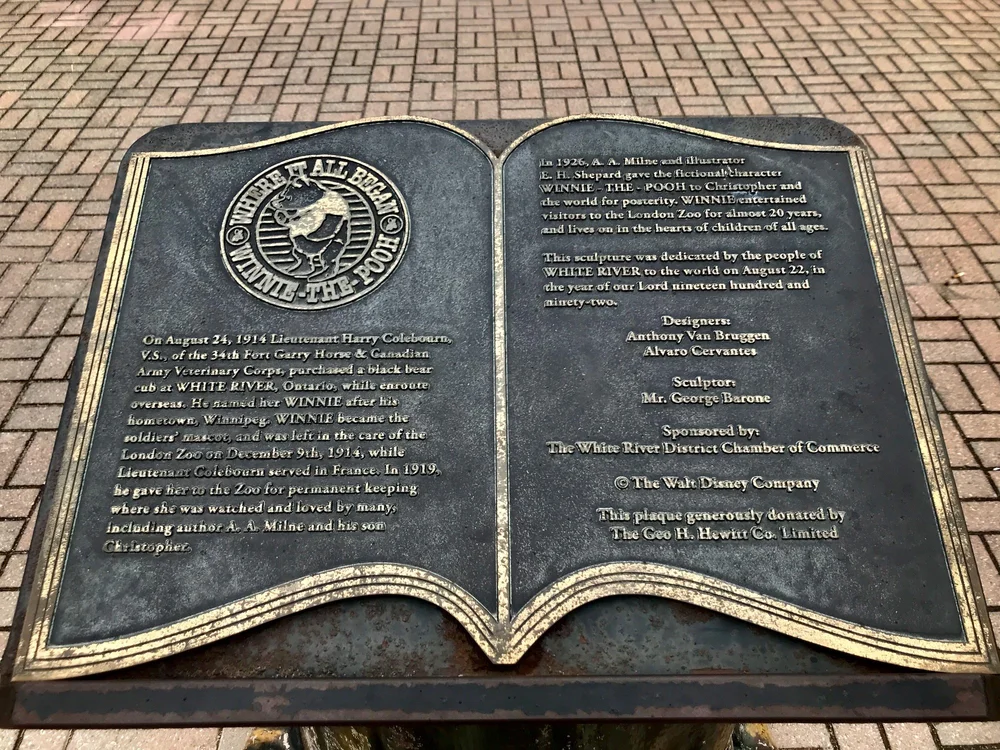 WHERE IT ALL BEGAN
WINNIE-THE-POOH
On August 24, 1914 Lieutenant Harry Colebourn,
V.S., of the 34th Fort Garry Horse & Canadian
Army Veterinary Corps, purchased a black bear
cub at WHITE RIVER, Ontario, while enroute
overseas. He named her WINNIE after his
hometown, Winnipeg. WINNIE became the
soldiers' mascot, and was left in the care of the
London Zoo on December 9th, 1914, while
Lieutenant Colebourn served in France. In 1919,
he gave her to the Zoo for permanent keeping
where she was watched and loved by many,
including author A. A. Milne and his son
Christopher.
In 1926, A. A. Milne and illustrator
E. H. Shepard gave the fictional character
WINNIE - THE - POOH to Christopher and
the world for posterity. WINNIE entertained
visitors to the London Zoo for almost 20 years,
and lives on in the hearts of children of all ages.
This sculpture was dedicated by the people of
WHITE RIVER to the world on August 22, in
the year of our Lord nineteen hundred and
ninety-two.
Designers:
Anthony Van Bruggen
Alvaro Cervantes
Sculptor:
Mr. George Barone
Sponsored by:
The White River District Chamber of Commerce
© The Walt Disney Company
This plaque generously donated by
The Geo H. Hewitt Co. Limited